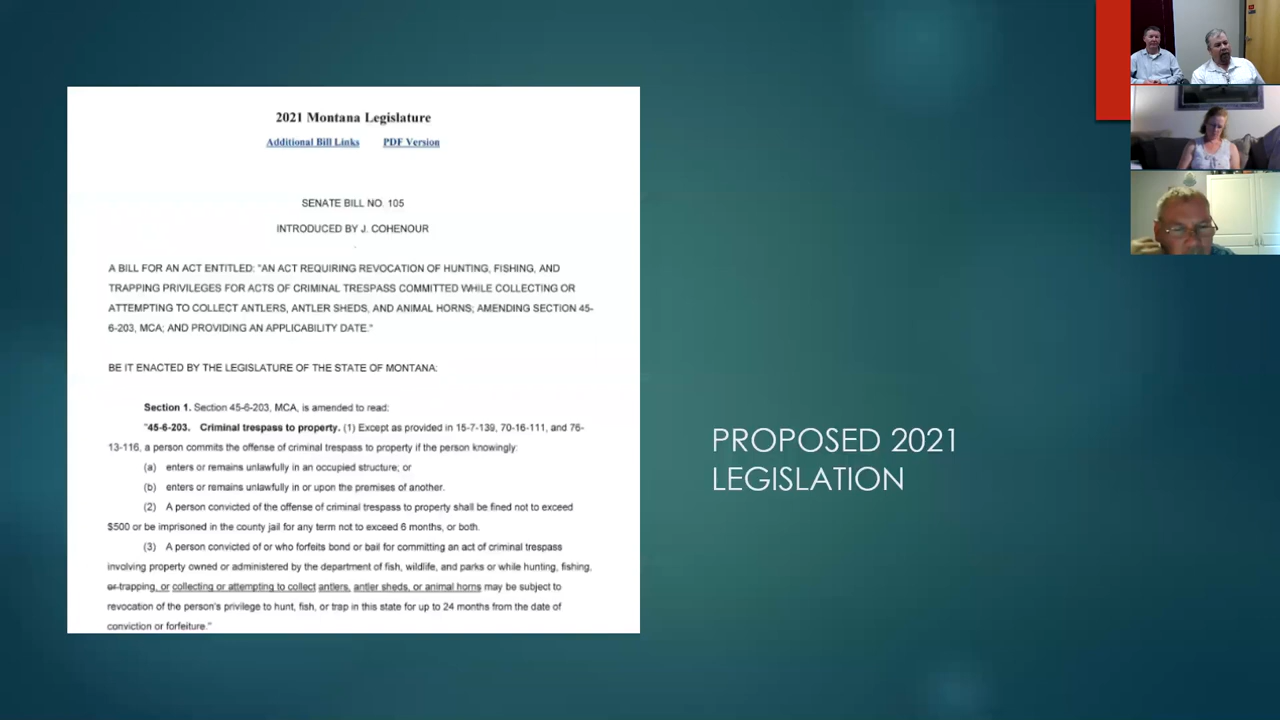 2021 Montana Legislature
Additional Bill Links PDF Version
SENATE BILL NO. 105
INTRODUCED BY J. COHENOUR
A BILL FOR AN ACT ENTITLED: "AN ACT REQUIRING REVOCATION OF HUNTING, FISHING, AND
TRAPPING PRIVILEGES FOR ACTS OF CRIMINAL TRESPASS COMMITTED WHILE COLLECTING OR
ATTEMPTING TO COLLECT ANTLERS, ANTLER SHEDS, AND ANIMAL HORNS; AMENDING SECTION 45-
6-203, MCA; AND PROVIDING AN APPLICABILITY DATE."
BE IT ENACTED BY THE LEGISLATURE OF THE STATE OF MONTANA:
Section 1. Section 45-6-203, MCA, is amended to read:
"45-6-203. Criminal trespass to property. (1) Except as provided in 15-7-139, 70-16-111, and 76-
13-116, a person commits the offense of criminal trespass to property if the person knowingly:
(a) enters or remains unlawfully in an occupied structure; or
(b) enters or remains unlawfully in or upon the premises of another.
(2) A person convicted of the offense of criminal trespass to property shall be fined not to exceed
$500 or be imprisoned in the county jail for any term not to exceed 6 months, or both.
(3) A person convicted of or who forfeits bond or bail for committing an act of criminal trespass
involving property owned or administered by the department of fish, wildlife, and parks or while hunting, fishing,
or trapping, or collecting or attempting to collect antlers, antler sheds, or animal horns may be subject to
revocation of the person's privilege to hunt, fish, or trap in this state for up to 24 months from the date of
conviction or forfeiture."
PROPOSED 2021
LEGISLATION